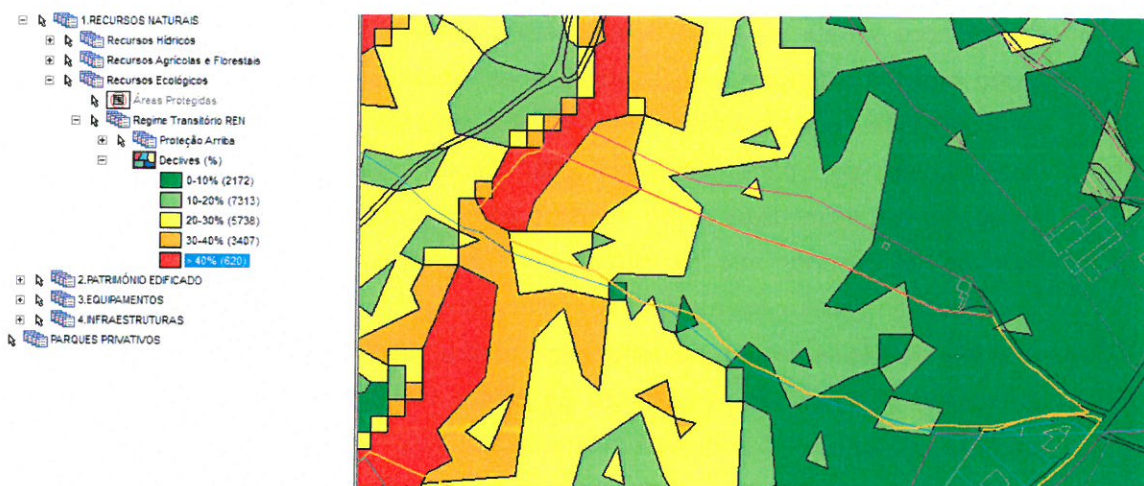 1.RECURSOS NATURAIS
Recursos Hídricos
Recursos Agrícolas e Florestais
Recursos Ecológicos
Áreas Protegidas
Regime Transitório REN
Proteção Arriba
Declives (%)
0-10% (2172)
10-20% (7313)
20-30% (5738)
30-40% (3407)
> 40% (620)
2.PATRIMÓNIO EDIFICADO
3.EQUIPAMENTOS
4.INFRAESTRUTURAS
PARQUES PRIVATIVOS